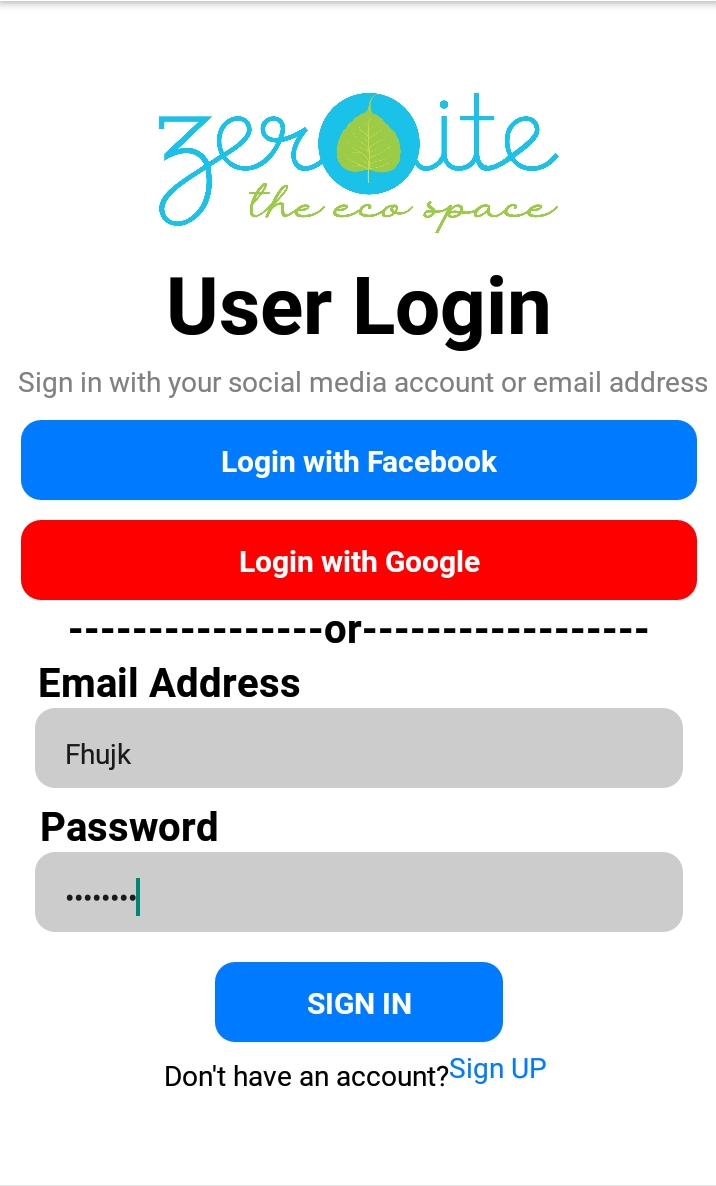 zeroite
the eco space
User Login
Sign in with your social media account or email address
Login with Facebook
Login with Google
----------------or------------------
Email Address
Fhujk
Password
••••••••
SIGN IN
Don't have an account?Sign UP